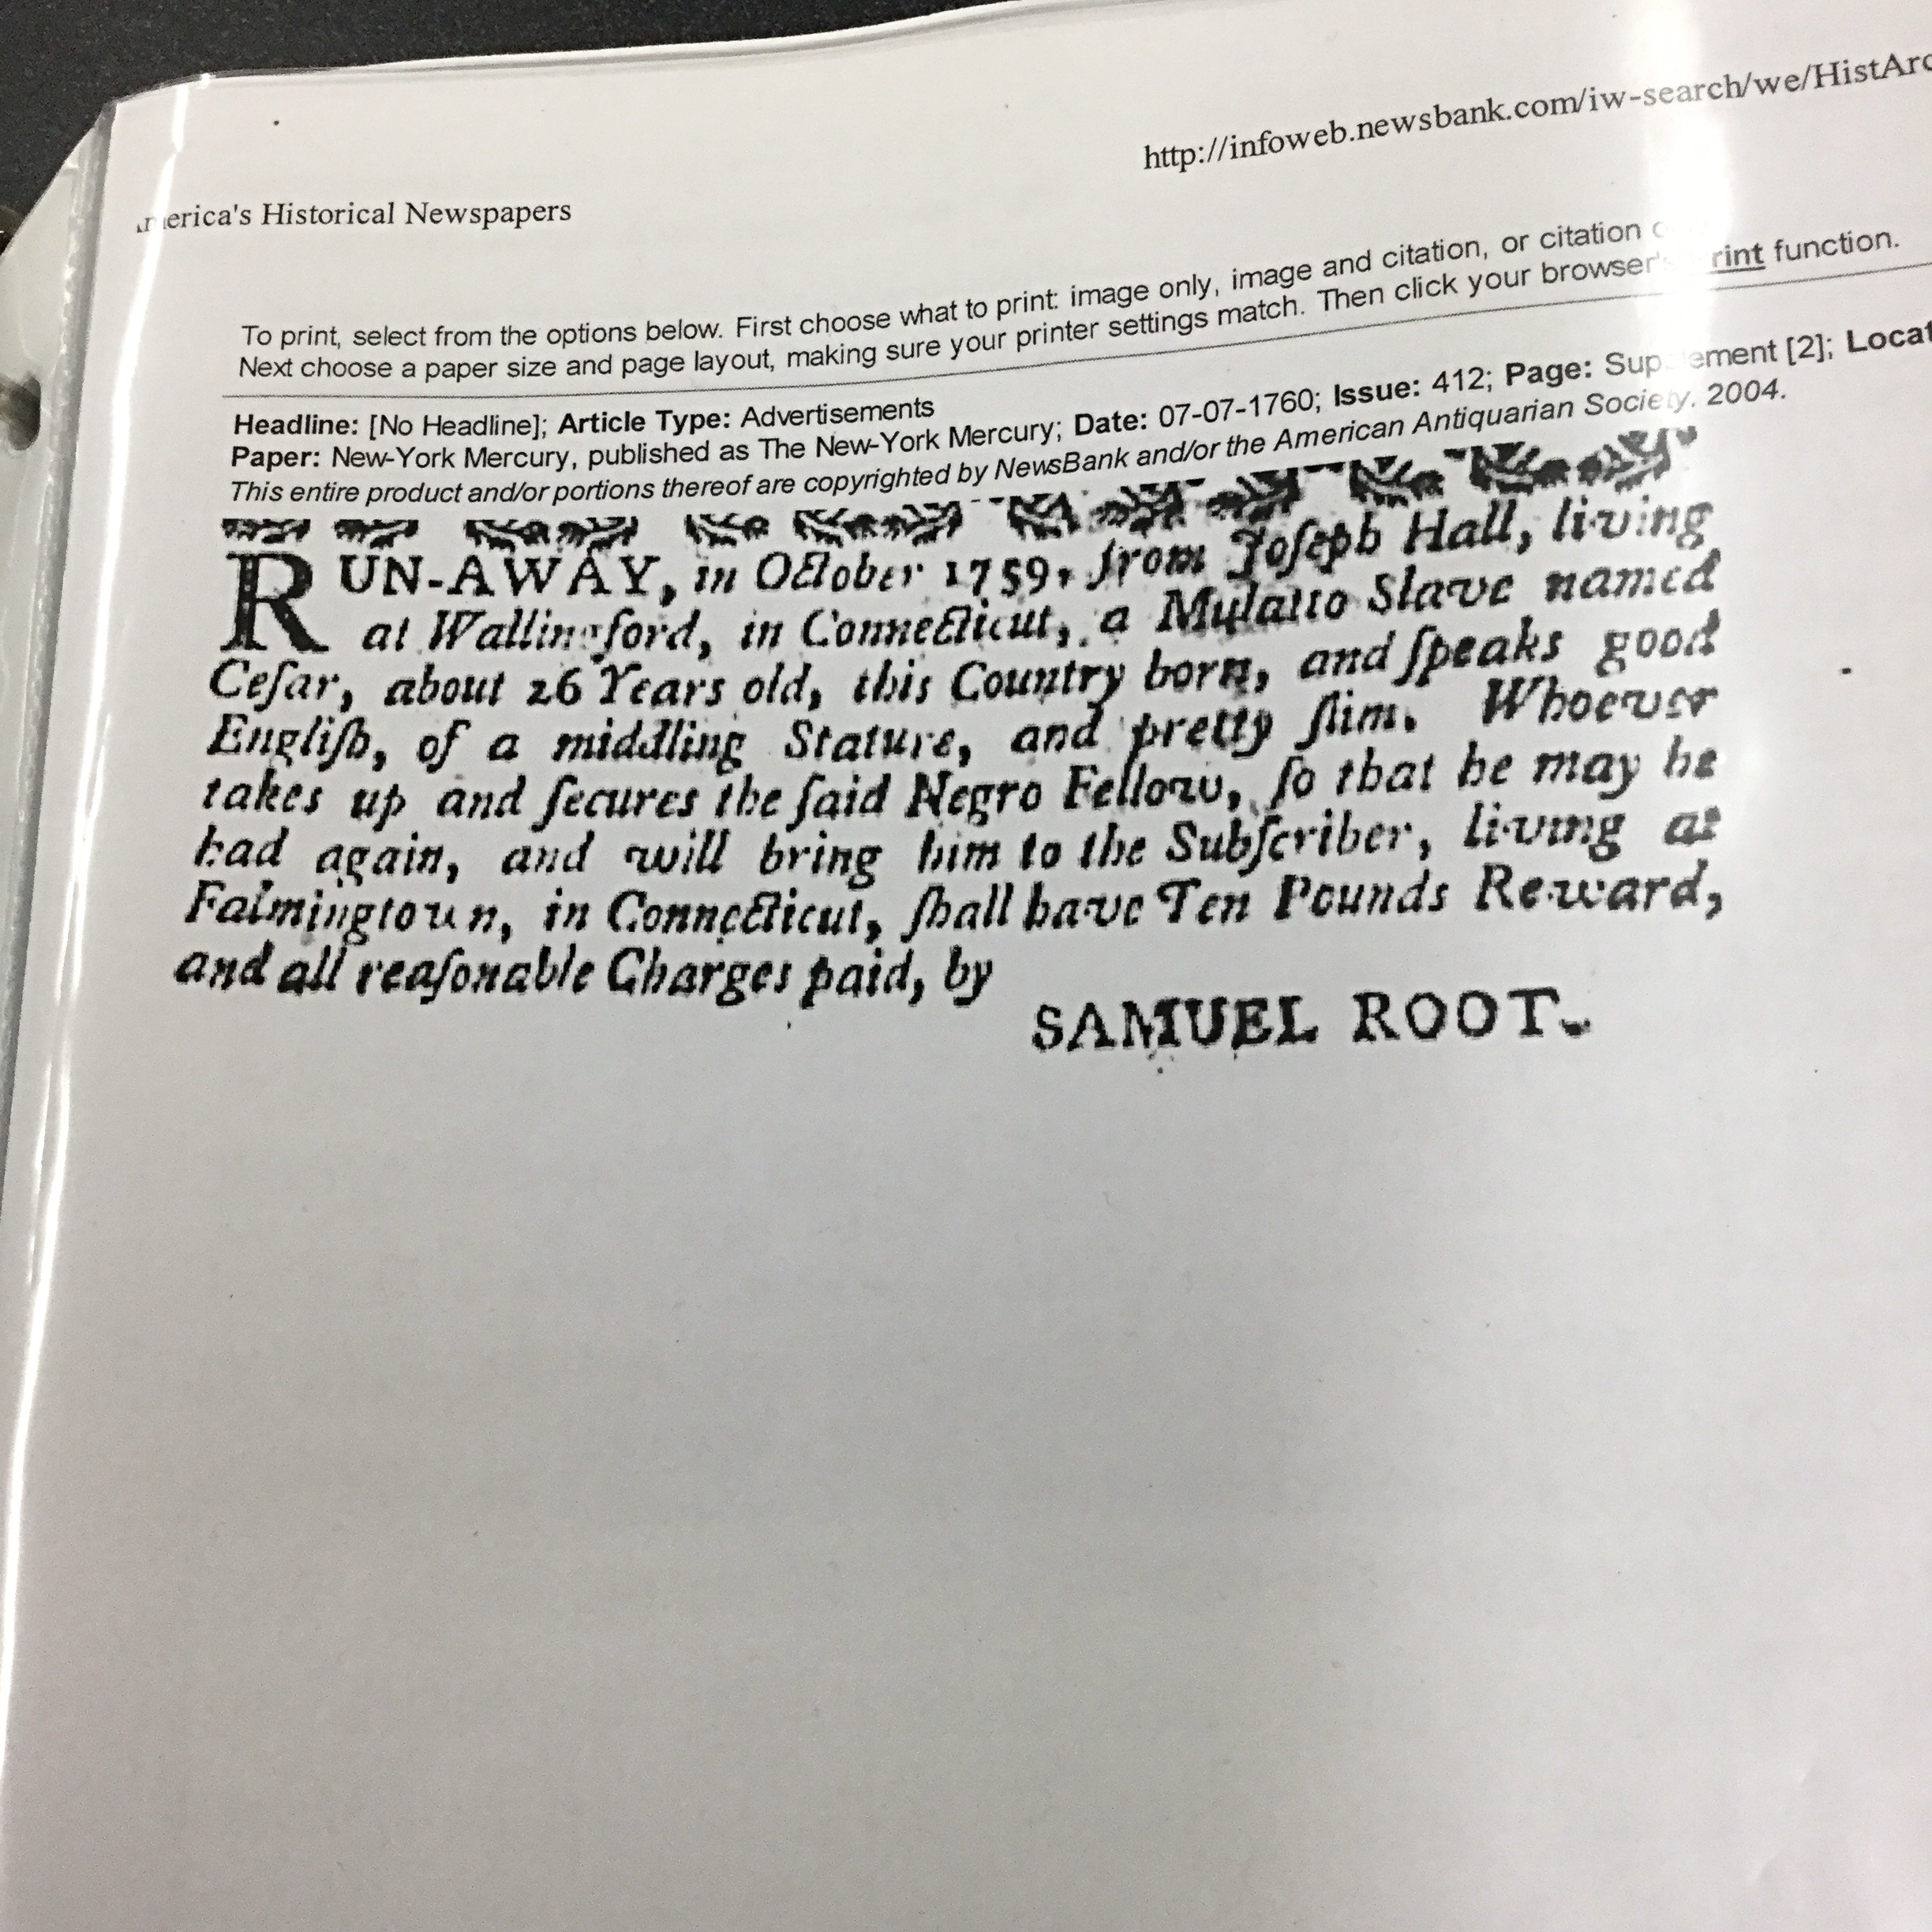 http://infoweb.newsbank.com/iw-search/we/HistArc
America's Historical Newspapers
To print, select from the options below. First choose what to print: image only, image and citation, or citation
Next choose a paper size and page layout, making sure your printer settings match. Then click your browser's print function.
Headline: [No Headline]; Article Type: Advertisements
Paper: New-York Mercury, published as The New-York Mercury; Date: 07-07-1760; Issue: 412; Page: Supplement [2]; Locat
This entire product and/or portions thereof are copyrighted by NewsBank and/or the American Antiquarian Society. 2004.
RUN-AWAY, in October 1759, from Joſeph Hall, living
at Wallingsford, in Connecticut, a Mulatto Slave named
Ceſar, about 26 Years old, this Country born, and ſpeaks good
Engliſh, of a middling Stature, and pretty ſlim. Whoever
takes up and ſecures the ſaid Negro Fellow, ſo that he may be
had again, and will bring him to the Subſcriber, living at
Falmingtown, in Connecticut, ſhall have Ten Pounds Reward,
and all reaſonable Charges paid, by
SAMUEL ROOT.